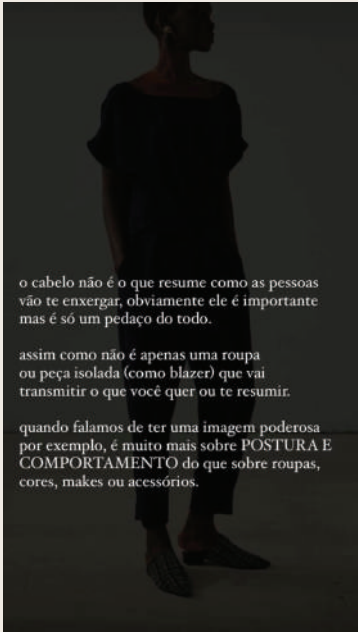 o cabelo não é o que resume como as pessoas
vão te enxergar, obviamente ele é importante
mas é só um pedaço do todo.
assim como não é apenas uma roupa
ou peça isolada (como blazer) que vai
transmitir o que você quer ou te resumir.
quando falamos de ter uma imagem poderosa
por exemplo, é muito mais sobre POSTURA E
COMPORTAMENTO do que sobre roupas,
cores, makes ou acessórios.